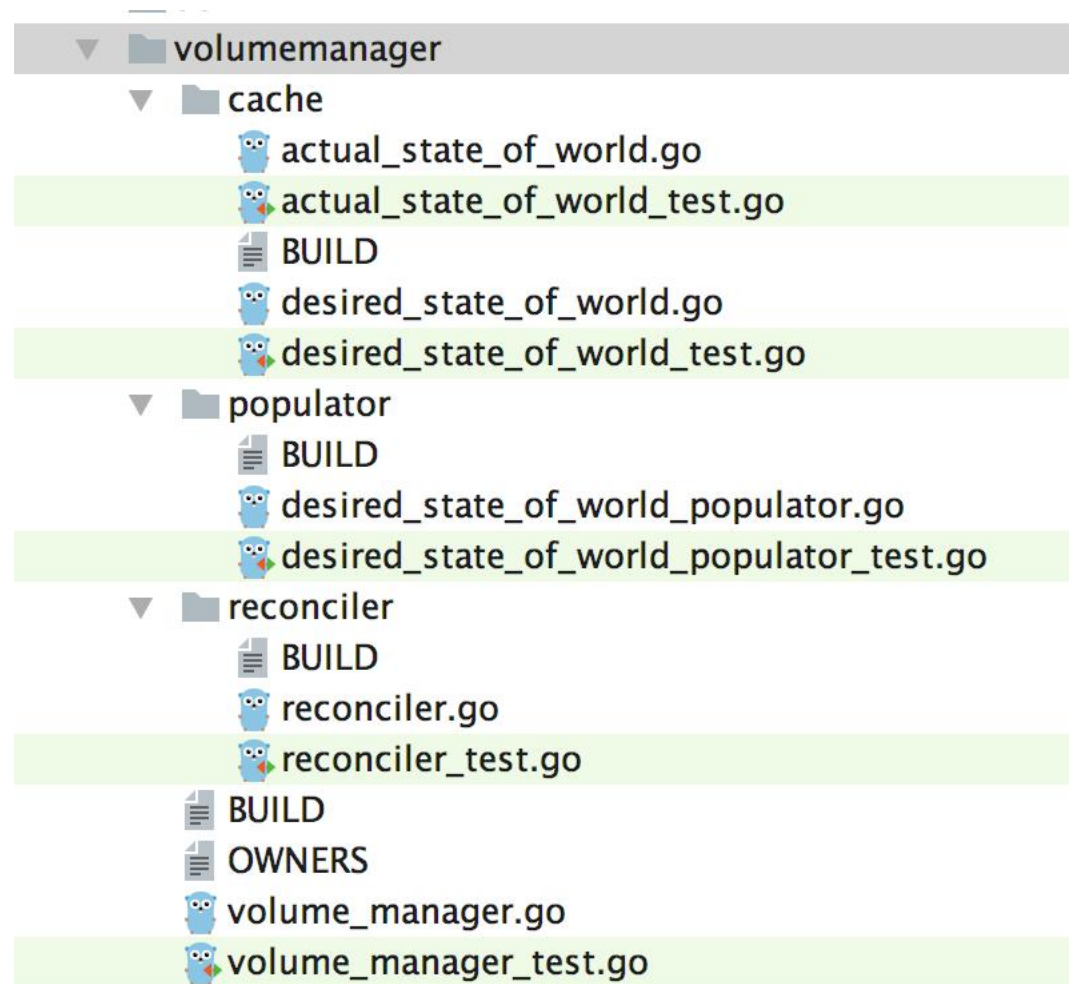 volumemanager
cache
actual_state_of_world.go
actual_state_of_world_test.go
BUILD
desired_state_of_world.go
desired_state_of_world_test.go
populator
BUILD
desired_state_of_world_populator.go
desired_state_of_world_populator_test.go
reconciler
BUILD
reconciler.go
reconciler_test.go
BUILD
OWNERS
volume_manager.go
volume_manager_test.go